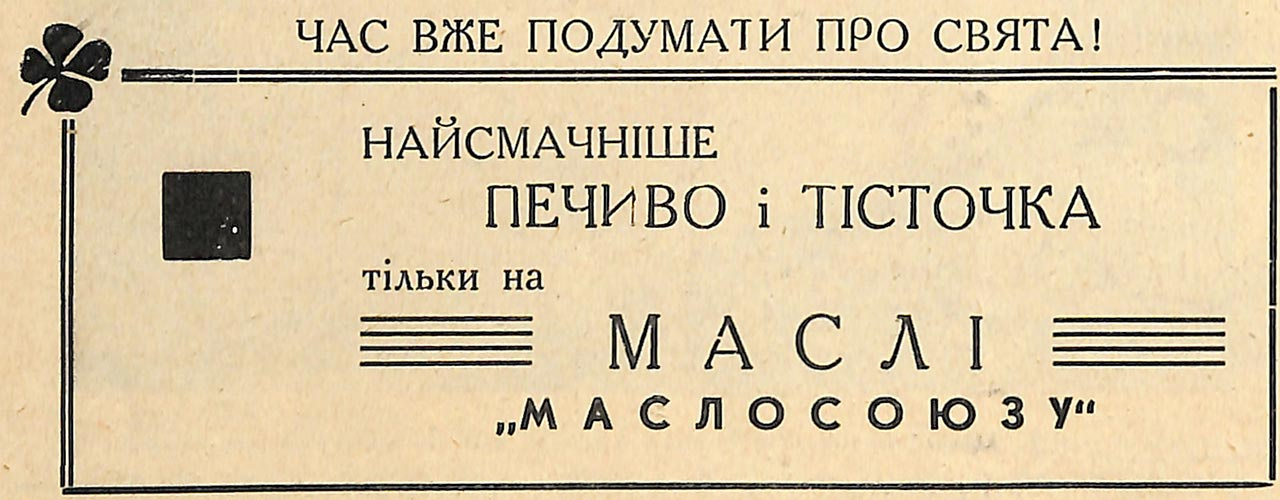 ЧАС ВЖЕ ПОДУМАТИ ПРО СВЯТА!
НАЙСМАЧНІШЕ
ПЕЧИВО і ТІСТОЧКА
тільки на
МАСЛІ
„МАСЛОСОЮЗУ“